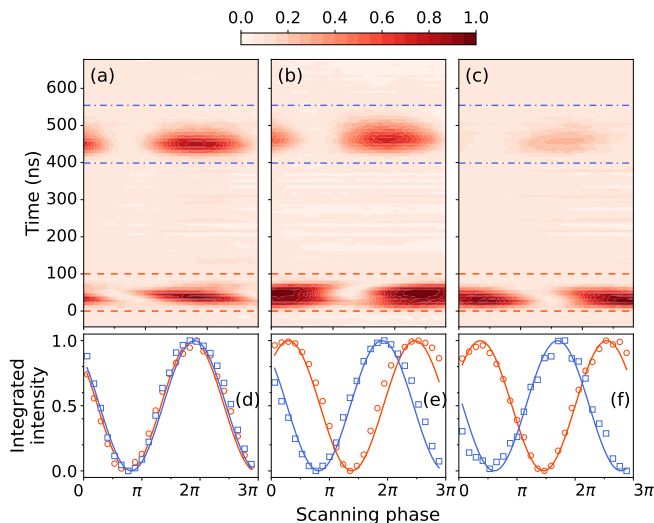 0.0 0.2 0.4 0.6 0.8 1.0
(a) (b) (c)
600
500
400
300
200
100
0
Time (ns)
1.0
0.5
0.0
Integrated
intensity
(d) (e) (f)
0 π 2π 3π 0 π 2π 3π 0 π 2π 3π
Scanning phase